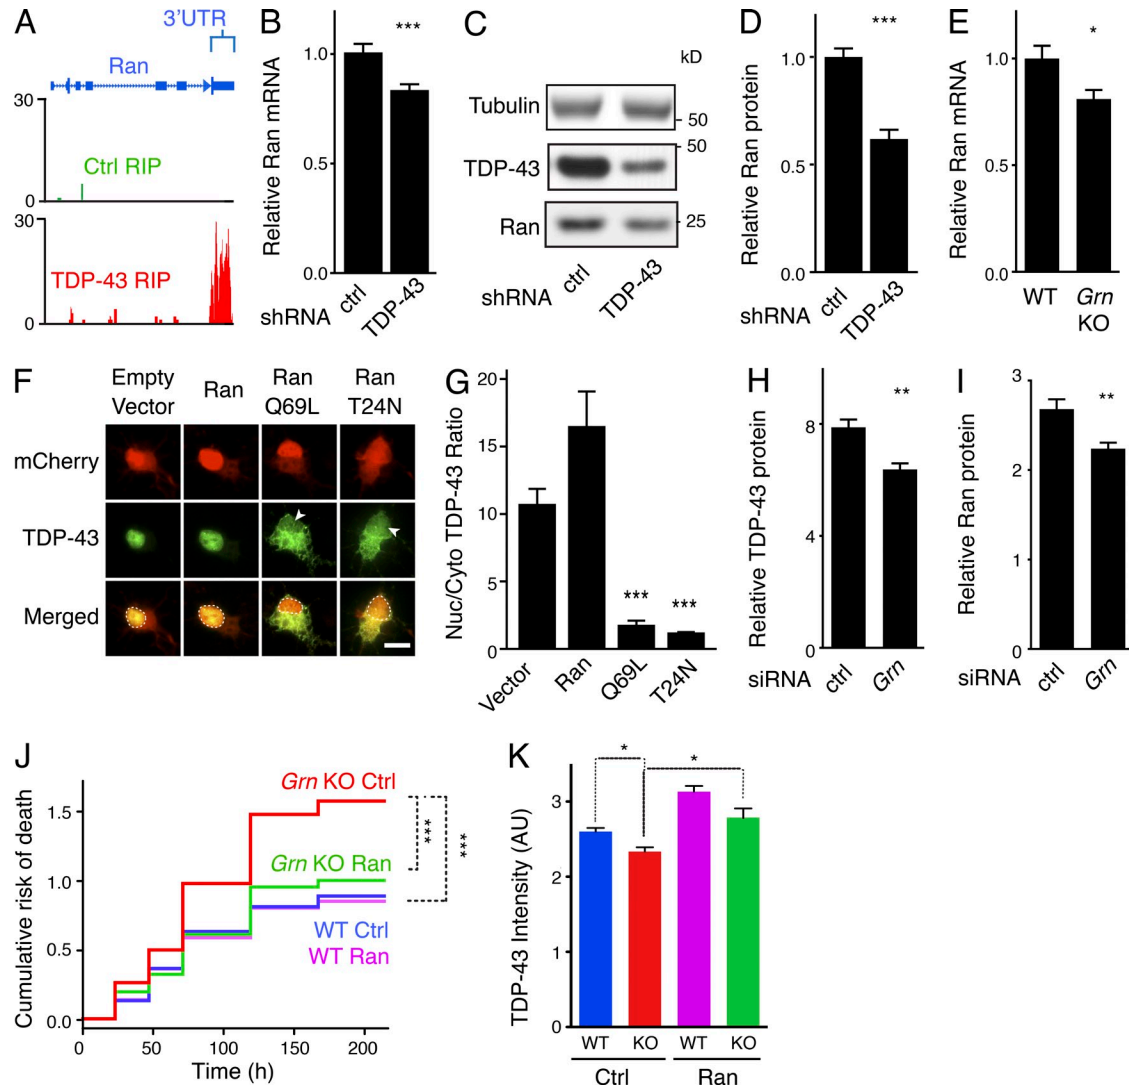 A
3’UTR
Ran
30
Ctrl RIP
0
30
TDP-43 RIP
0
B
***
1.0
0.5
0.0
Relative Ran mRNA
shRNA
ctrl
TDP-43
C
kD
Tubulin
50
TDP-43
50
Ran
25
shRNA
ctrl
TDP-43
D
***
1.0
0.5
0.0
Relative Ran protein
shRNA
ctrl
TDP-43
E
*
1.0
0.5
0.0
Relative Ran mRNA
WT
Grn
KO
F
Empty
Vector
Ran
Ran
Q69L
Ran
T24N
mCherry
TDP-43
Merged
G
20
15
10
5
0
Nuc/Cyto TDP-43 Ratio
***
***
Vector
Ran
Q69L
T24N
H
**
8
4
0
Relative TDP-43 protein
siRNA
ctrl
Grn
I
**
3
2
1
0
Relative Ran protein
siRNA
ctrl
Grn
J
Grn KO Ctrl
1.5
1.0
0.5
0.0
Cumulative risk of death
***
***
Grn KO Ran
WT Ctrl
WT Ran
0
50
100
150
200
Time (h)
K
*
*
3
2
1
0
TDP-43 Intensity (AU)
WT
KO
WT
KO
Ctrl
Ran